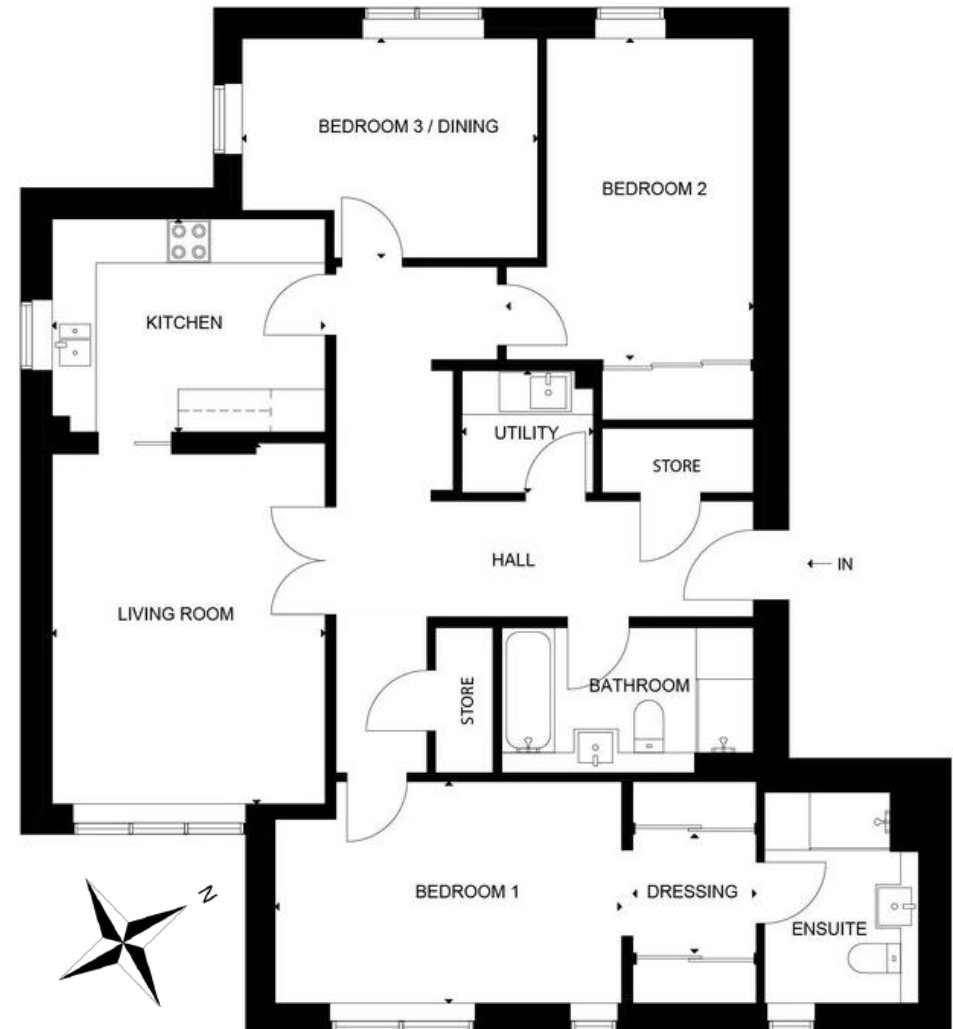 BEDROOM 3 / DINING
BEDROOM 2
KITCHEN
UTILITY
STORE
HALL
IN
LIVING ROOM
STORE
BATHROOM
BEDROOM 1
DRESSING
ENSUITE
N